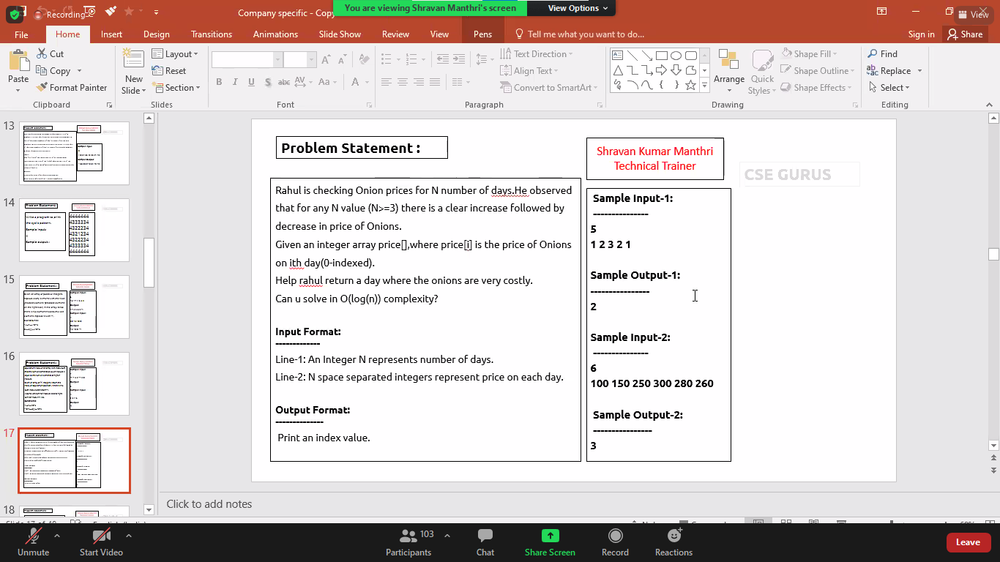 Recording...
You are viewing Shravan Manthri's screen
View Options
Company specific - Copy
View
File Home Insert Design Transitions Animations Slide Show Review View Pens Tell me what you want to do... Sign in Share
Paste
Cut
Copy
Format Painter
Clipboard
New Slide
Layout
Reset
Section
Slides
Font
Paragraph
Text Direction
Align Text
Convert to SmartArt
Arrange
Quick Styles
Shape Fill
Shape Outline
Shape Effects
Drawing
Find
Replace
Select
Editing
13
14
15
16
17
18
Problem Statement :
Shravan Kumar Manthri
Technical Trainer
CSE GURUS
Rahul is checking Onion prices for N number of days.He observed
that for any N value (N>=3) there is a clear increase followed by
decrease in price of Onions.
Given an integer array price[],where price[i] is the price of Onions
on ith day(0-indexed).
Help rahul return a day where the onions are very costly.
Can u solve in O(log(n)) complexity?
Input Format:
-------------
Line-1: An Integer N represents number of days.
Line-2: N space separated integers represent price on each day.
Output Format:
--------------
Print an index value.
Sample Input-1:
---------------
5
1 2 3 2 1
Sample Output-1:
----------------
2
Sample Input-2:
---------------
6
100 150 250 300 280 260
Sample Output-2:
----------------
3
Click to add notes
Unmute
Start Video
Participants
103
Chat
Share Screen
Record
Reactions
Leave